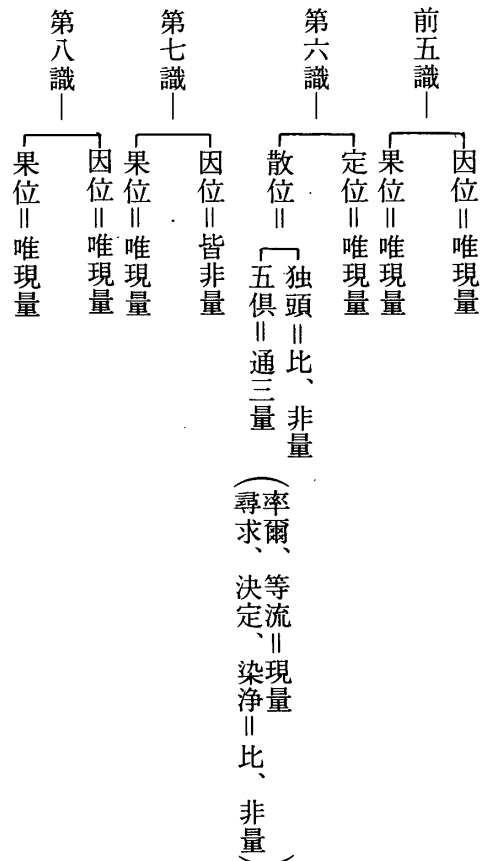 前五識―
因位＝唯現量
果位＝唯現量
第六識―
定位＝唯現量
散位＝
独頭＝比、非量
五倶＝通三量
（率爾、等流＝現量
尋求、決定、染浄＝比、非量）
第七識―
因位＝皆非量
果位＝唯現量
第八識―
因位＝唯現量
果位＝唯現量